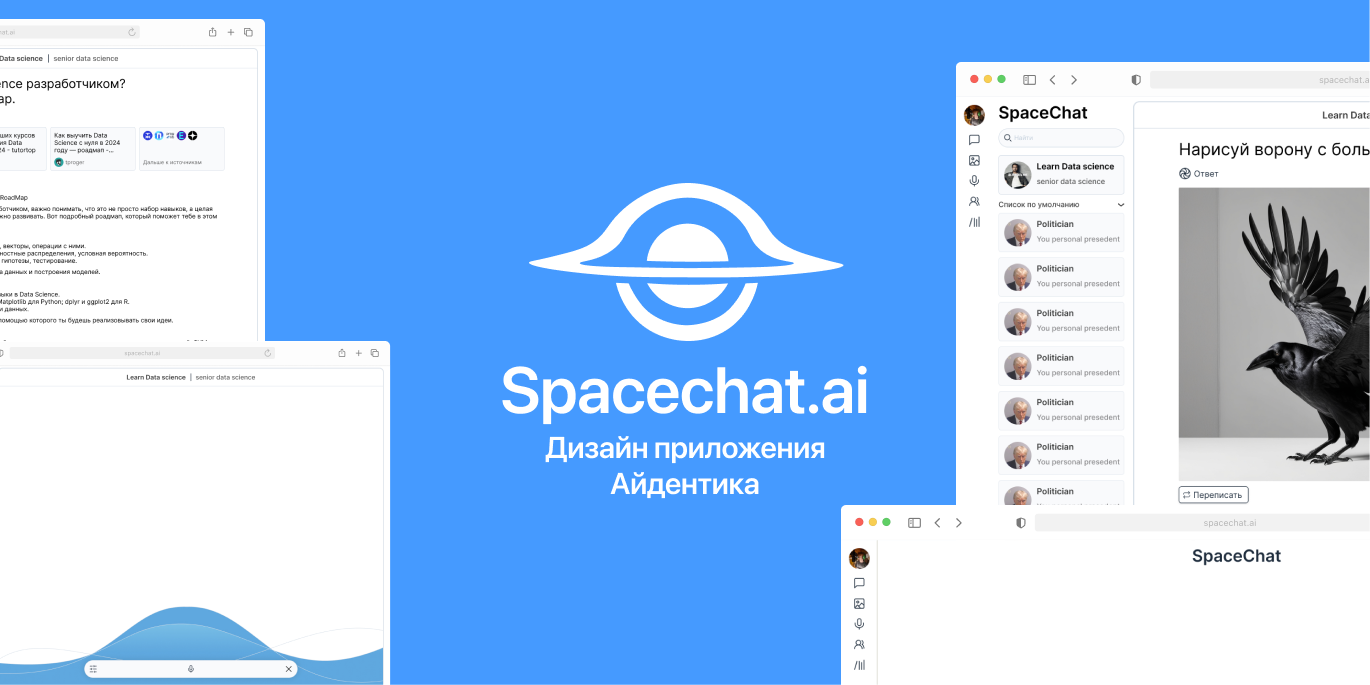 at.ai
Data science | senior data science
ence разработчиком?
ар.
ших курсов
ия Data
24 - tutortop
Как выучить Data
Science с нуля в 2024
году — роадмап -...
tproger
Дальше к источникам
RoadMap
ботчиком, важно понимать, что это не просто набор навыков, а целая
жно развивать. Вот подробный роадмап, который поможет тебе в этом
, векторы, операции с ними.
ностные распределения, условная вероятность.
гипотезы, тестирование.
а данных и построения моделей.
зыки в Data Science.
Matplotlib для Python; dplyr и ggplot2 для R.
и данных.
помощью которого ты будешь реализовывать свои идеи.
spacechat.ai
Learn Data science | senior data science
Spacechat.ai
Дизайн приложения
Айдентика
spacechat.a
SpaceChat
Найти
Learn Data science
senior data science
Список по умолчанию
Politician
You personal presedent
Politician
You personal presedent
Politician
You personal presedent
Politician
You personal presedent
Politician
You personal presedent
Politician
You personal presedent
Politician
Learn Data
Нарисуй ворону с боль
Ответ
Переписать
spacechat.ai
SpaceChat